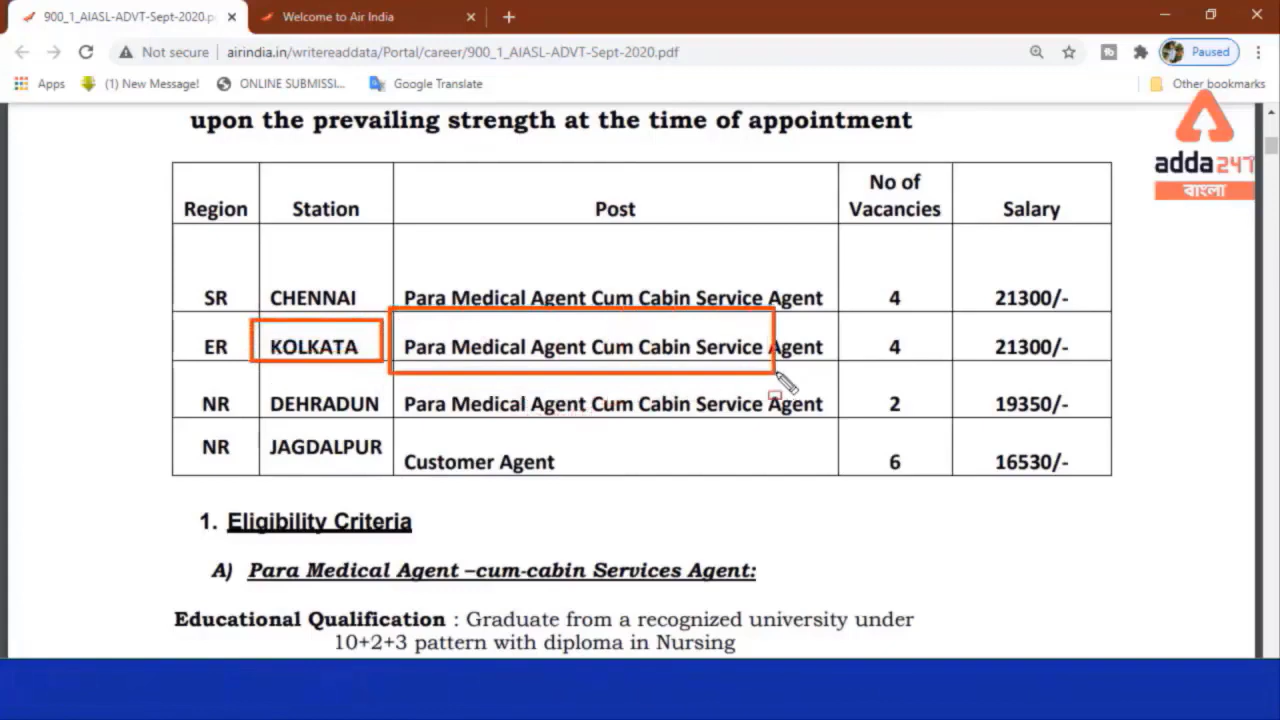 900_1_AIASL-ADVT-Sept-2020.p
Welcome to Air India
Not secure
airindia.in/writereaddata/Portal/career/900_1_AIASL-ADVT-Sept-2020.pdf
Paused
Apps
(1) New Message!
ONLINE SUBMISSI...
Google Translate
Other bookmarks
upon the prevailing strength at the time of appointment
adda247
বাংলা
Region Station Post No of Vacancies Salary
SR CHENNAI Para Medical Agent Cum Cabin Service Agent 4 21300/-
ER KOLKATA Para Medical Agent Cum Cabin Service Agent 4 21300/-
NR DEHRADUN Para Medical Agent Cum Cabin Service Agent 2 19350/-
NR JAGDALPUR Customer Agent 6 16530/-
1. Eligibility Criteria
A) Para Medical Agent –cum-cabin Services Agent:
Educational Qualification : Graduate from a recognized university under
10+2+3 pattern with diploma in Nursing